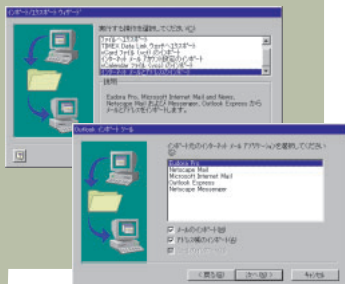 インポート/エクスポート ウィザード
実行する操作を選択してください(C):
ファイルへエクスポート
TIMEX Data Link ウォッチへエクスポート
vCard ファイル (.vcf) のインポート
インターネット メール アカウント設定のインポート
vCalendar ファイル (.vcs) のインポート
インターネット メールとアドレスのインポート
説明
Eudora Pro, Microsoft Internet Mail and News,
Netscape Mail および Messenger, Outlook Express から
メールとアドレスをインポートします。
Outlook インポート ツール
インポート元のインターネット メール アプリケーションを選択してください
Eudora Pro
Netscape Mail
Microsoft Internet Mail
Outlook Express
Netscape Messenger
メールのインポート(M)
アドレス帳のインポート(A)
< 戻る(B)
次へ(N) >
キャンセル